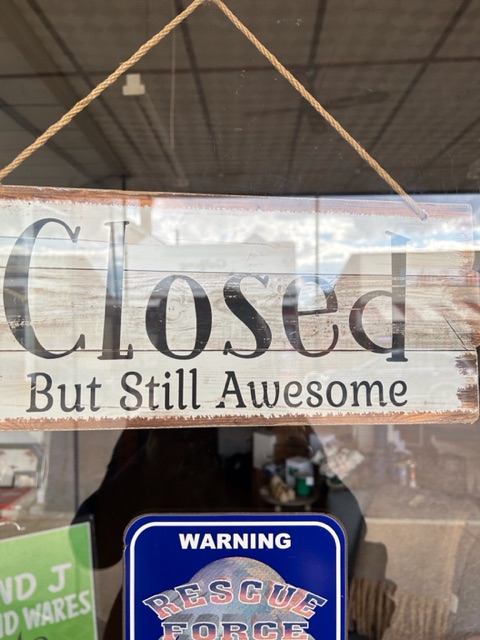 Closed
But Still Awesome
WARNING
RESCUE
FORCE
ND J
ND WARES